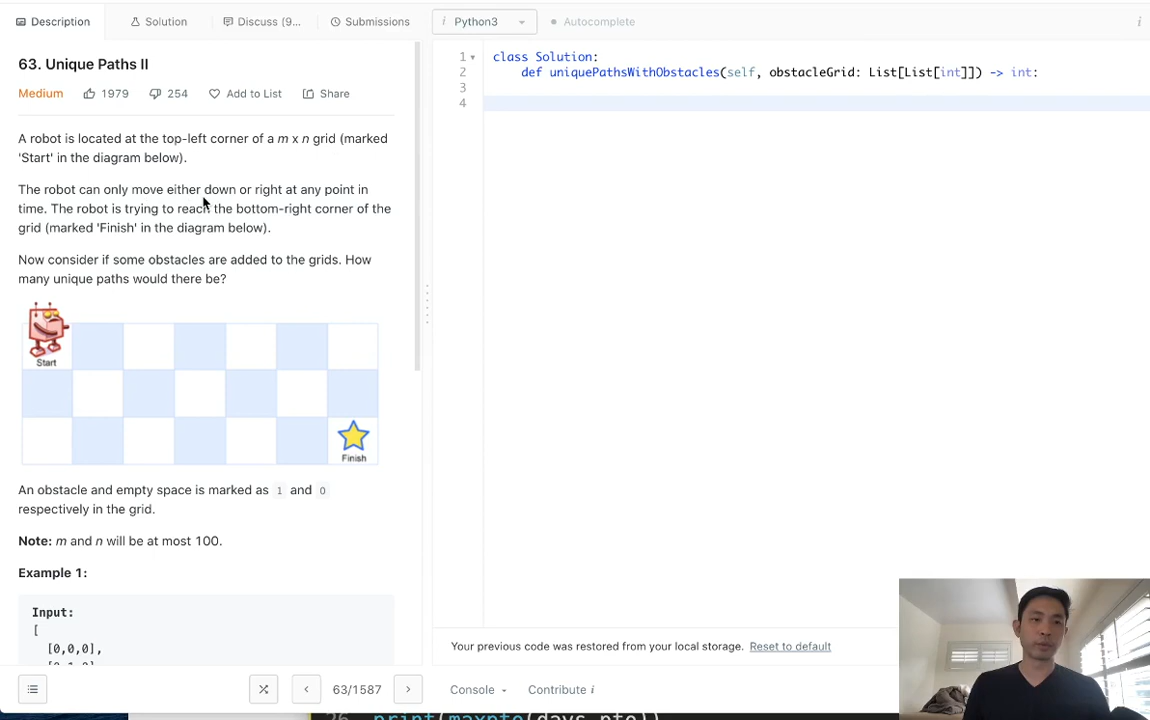 Description Solution Discuss (9... Submissions i Python3 Autocomplete i
63. Unique Paths II
Medium 1979 254 Add to List Share
A robot is located at the top-left corner of a m x n grid (marked
'Start' in the diagram below).
The robot can only move either down or right at any point in
time. The robot is trying to reach the bottom-right corner of the
grid (marked 'Finish' in the diagram below).
Now consider if some obstacles are added to the grids. How
many unique paths would there be?
Start
Finish
An obstacle and empty space is marked as 1 and 0
respectively in the grid.
Note: m and n will be at most 100.
Example 1:
Input:
[
[0,0,0],
1 class Solution:
2 def uniquePathsWithObstacles(self, obstacleGrid: List[List[int]]) -> int:
3
4
Your previous code was restored from your local storage. Reset to default
63/1587 Console Contribute i
26 print(maxpto(days,pto))